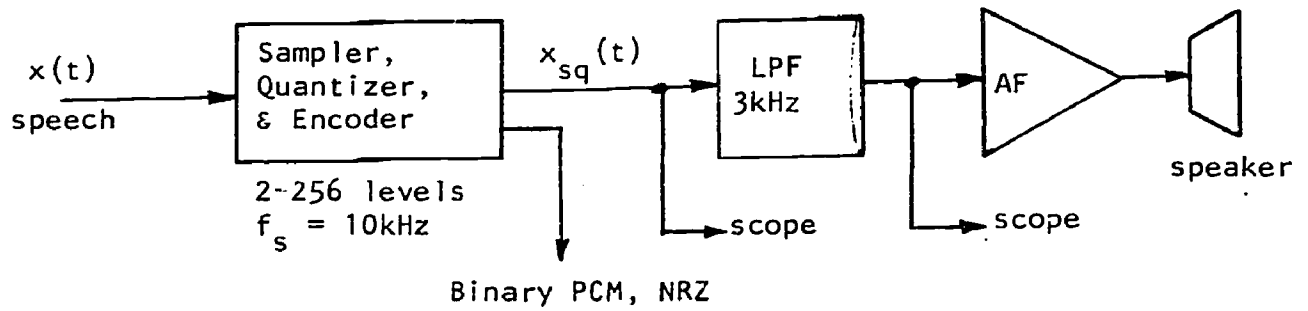 x(t)
speech
Sampler,
Quantizer,
& Encoder
2-256 levels
f_s = 10kHz
x_sq(t)
Binary PCM, NRZ
scope
LPF
3kHz
scope
AF
speaker